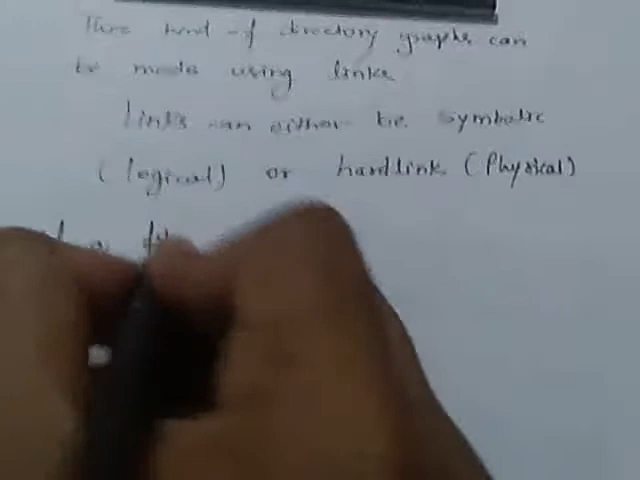 This kind of directory graphs can
be made using links
Links can either be symbolic
(logical) or hardlink (Physical)
a